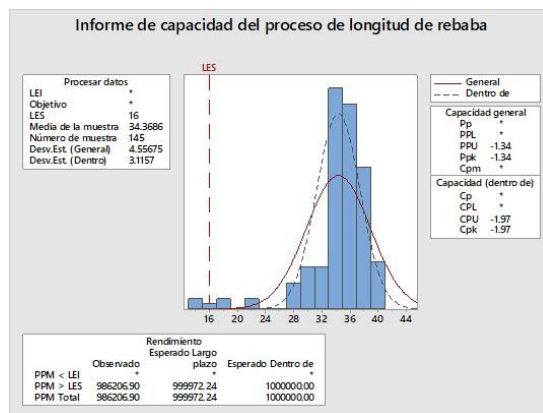 Informe de capacidad del proceso de longitud de rebaba
LES
Procesar datos
LEI *
Objetivo *
LES 16
Media de la muestra 34.3686
Número de muestra 145
Desv.Est. (General) 4.55675
Desv.Est. (Dentro) 3.1157
General
Dentro de
Capacidad general
Pp *
PPL *
PPU -1.34
Ppk -1.34
Cpm *
Capacidad (dentro de)
Cp *
CPL *
CPU -1.97
Cpk -1.97
16 20 24 28 32 36 40 44
Rendimiento
Esperado Largo
Observado plazo Esperado Dentro de
PPM < LEI * * *
PPM > LES 986206.90 999972.24 1000000.00
PPM Total 986206.90 999972.24 1000000.00